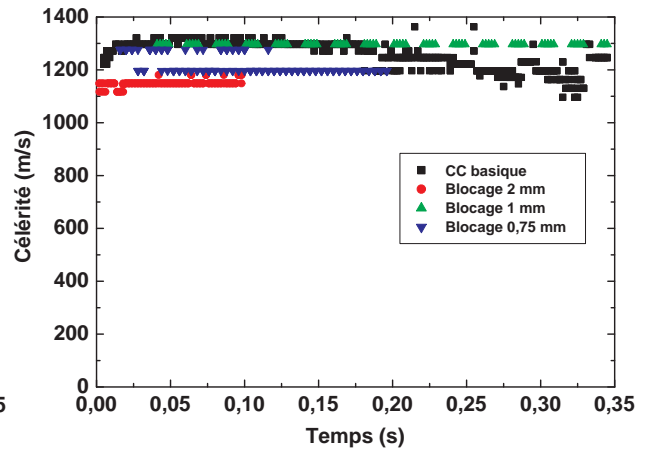 1400
1200
1000
800
600
400
200
0
Célérité (m/s)
CC basique
Blocage 2 mm
Blocage 1 mm
Blocage 0,75 mm
5
0,00 0,05 0,10 0,15 0,20 0,25 0,30 0,35
Temps (s)